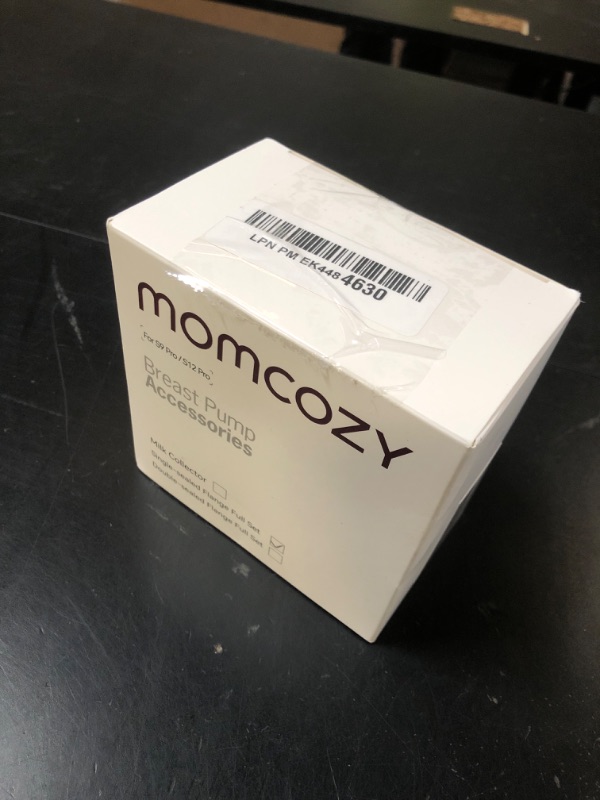 LPN PM EK4484630
momcozy
For S9 Pro / S12 Pro
Breast Pump
Accessories
Milk Collector
Single-sealed Flange Full Set
Double-sealed Flange Full Set